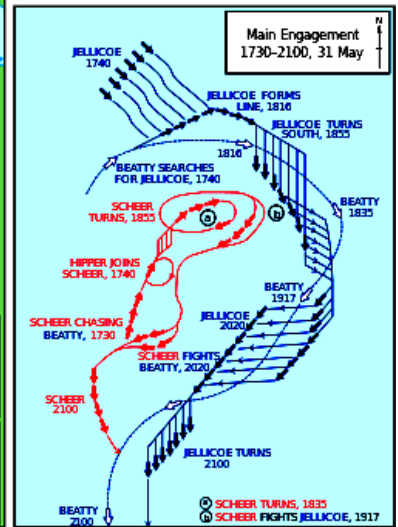 Main Engagement
1730-2100, 31 May
N
JELLICOE
1740
JELLICOE FORMS
LINE, 1816
JELLICOE TURNS
SOUTH, 1855
1816
BEATTY SEARCHES
FOR JELLICOE, 1740
BEATTY
1835
SCHEER
TURNS, 1855
a
b
HIPPER JOINS
SCHEER, 1740
BEATTY
1917
JELLICOE
2020
SCHEER CHASING
BEATTY, 1730
SCHEER FIGHTS
BEATTY, 2020
SCHEER
2100
JELLICOE TURNS
2100
BEATTY
2100
a SCHEER TURNS, 1835
b SCHEER FIGHTS JELLICOE, 1917